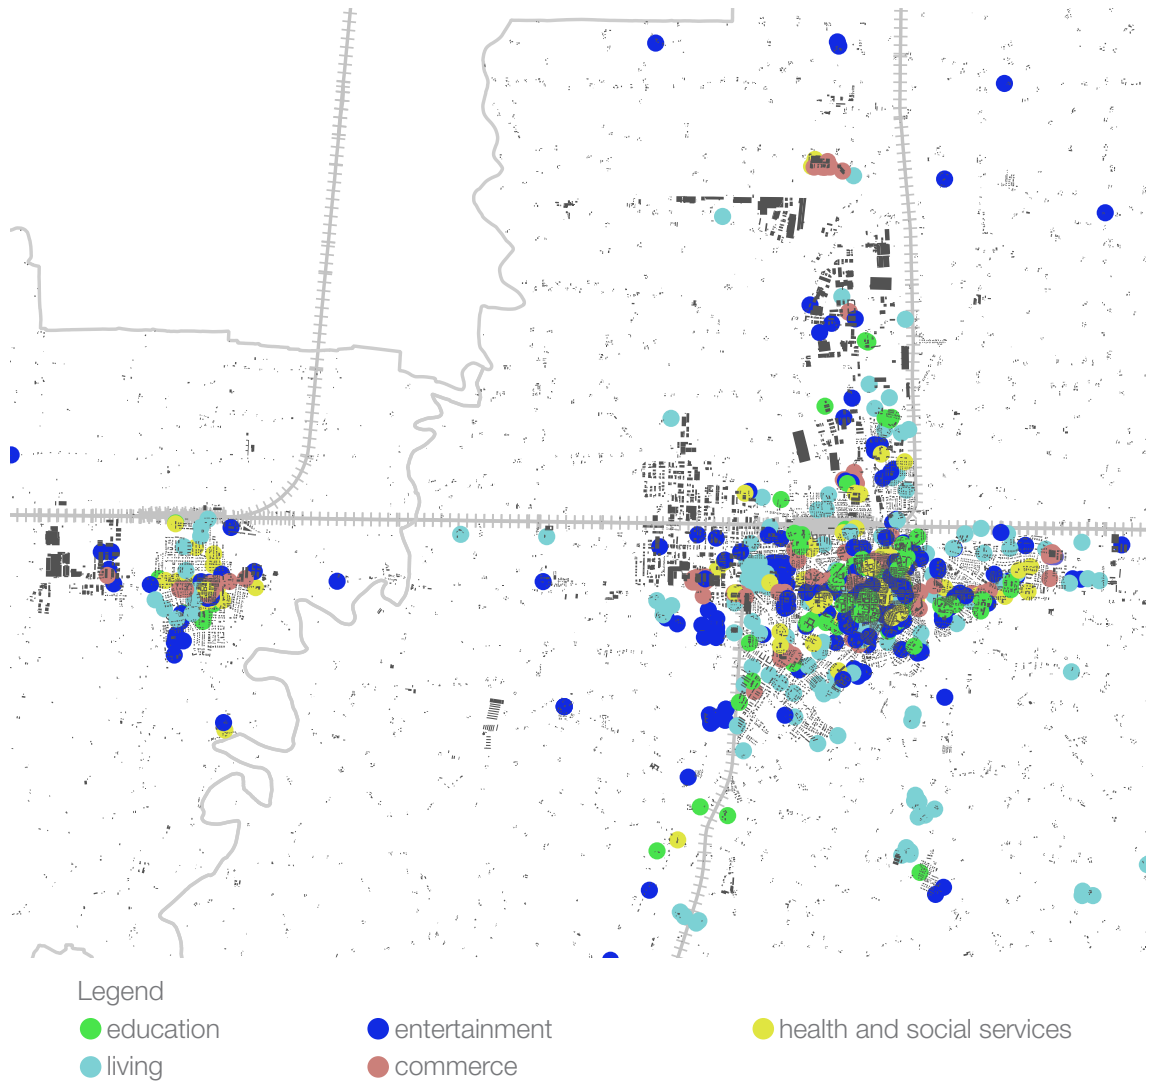 Legend
education
entertainment
health and social services
living
commerce